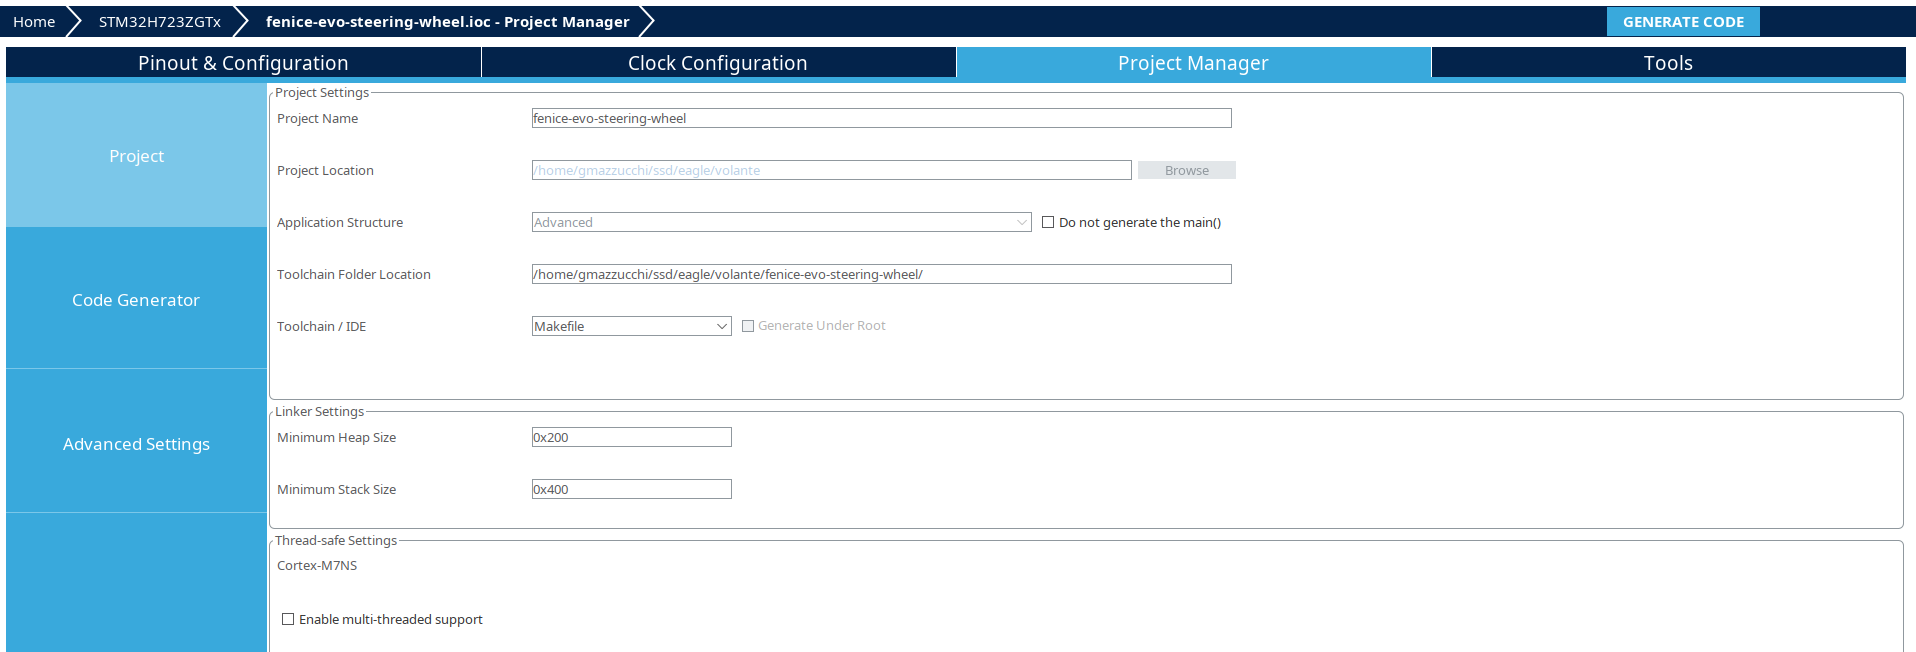 Home STM32H723ZGTx fenice-evo-steering-wheel.ioc - Project Manager GENERATE CODE
Pinout & Configuration Clock Configuration Project Manager Tools
Project
Code Generator
Advanced Settings
Project Settings
Project Name fenice-evo-steering-wheel
Project Location /home/gmazzucchi/ssd/eagle/volante Browse
Application Structure Advanced Do not generate the main()
Toolchain Folder Location /home/gmazzucchi/ssd/eagle/volante/fenice-evo-steering-wheel/
Toolchain / IDE Makefile Generate Under Root
Linker Settings
Minimum Heap Size 0x200
Minimum Stack Size 0x400
Thread-safe Settings
Cortex-M7NS
Enable multi-threaded support